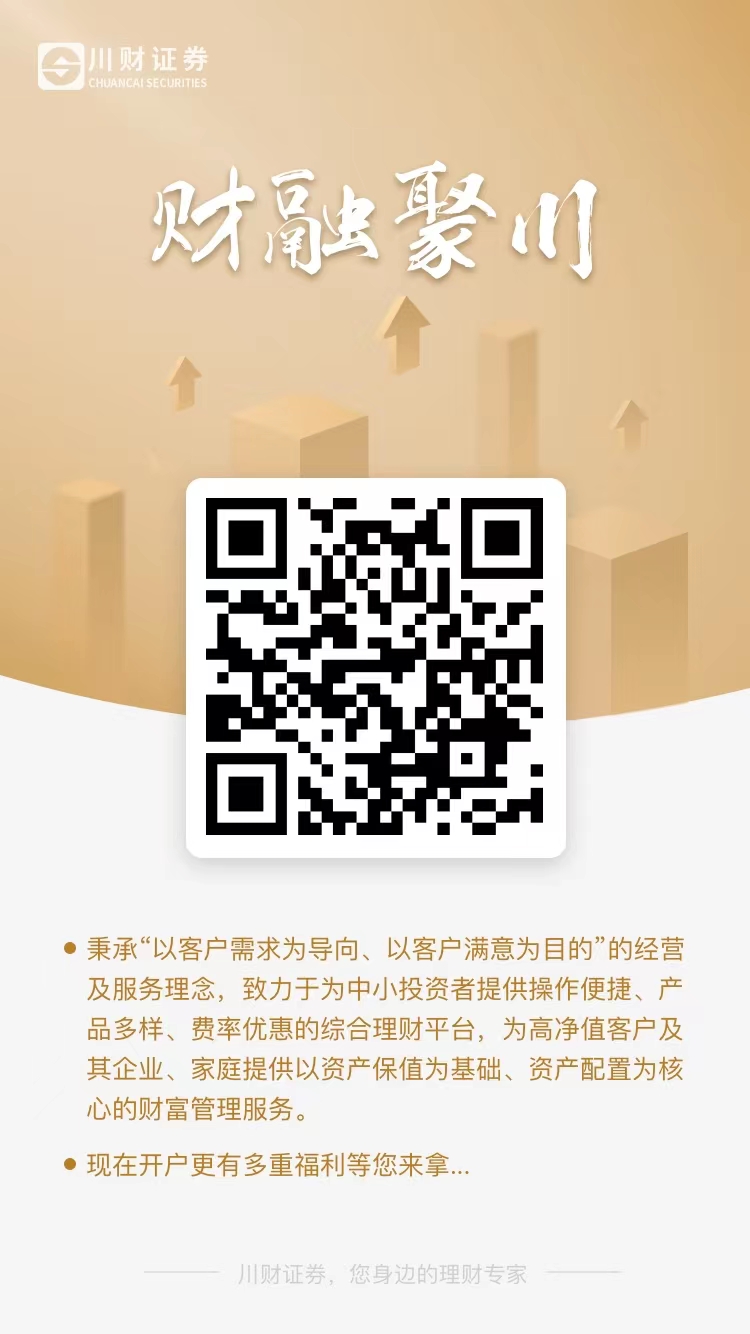 川财证券
CHUANCAI SECURITIES
财融聚川
秉承“以客户需求为导向、以客户满意为目的”的经营
及服务理念，致力于为中小投资者提供操作便捷、产
品多样、费率优惠的综合理财平台，为高净值客户及
其企业、家庭提供以资产保值为基础、资产配置为核
心的财富管理服务。
现在开户更有多重福利等您来拿...
川财证券，您身边的理财专家